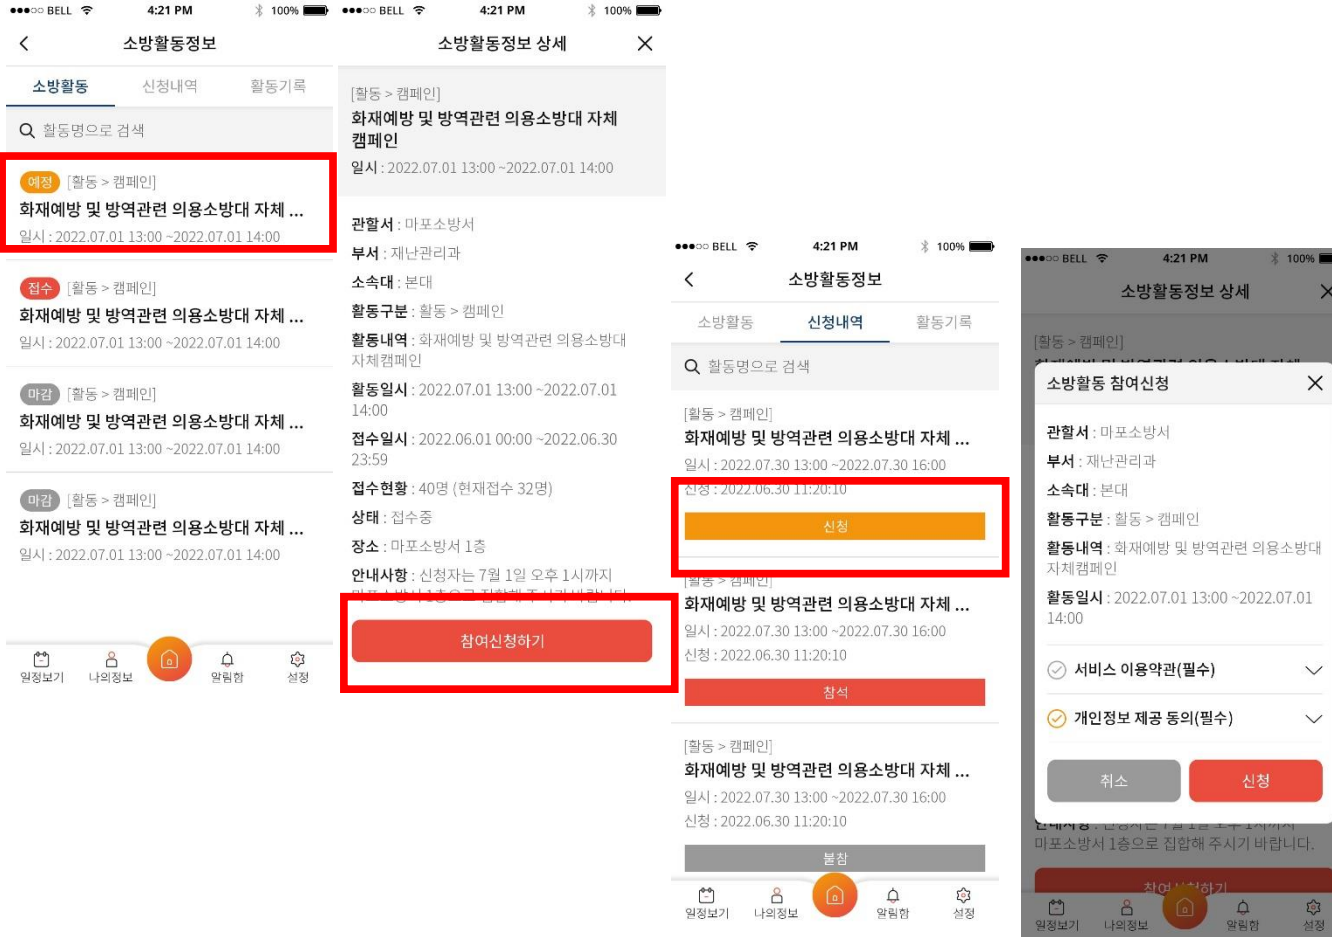 ●●●○○ BELL 4:21 PM 100%
소방활동정보
소방활동 신청내역 활동기록
활동명으로 검색
예정 [활동 > 캠페인]
화재예방 및 방역관련 의용소방대 자체 ...
일시 : 2022.07.01 13:00 ~2022.07.01 14:00
접수 [활동 > 캠페인]
화재예방 및 방역관련 의용소방대 자체 ...
일시 : 2022.07.01 13:00 ~2022.07.01 14:00
마감 [활동 > 캠페인]
화재예방 및 방역관련 의용소방대 자체 ...
일시 : 2022.07.01 13:00 ~2022.07.01 14:00
마감 [활동 > 캠페인]
화재예방 및 방역관련 의용소방대 자체 ...
일시 : 2022.07.01 13:00 ~2022.07.01 14:00
일정보기 나의정보 알림함 설정
●●●○○ BELL 4:21 PM 100%
소방활동정보 상세
[활동 > 캠페인]
화재예방 및 방역관련 의용소방대 자체
캠페인
일시 : 2022.07.01 13:00 ~2022.07.01 14:00
관할서 : 마포소방서
부서 : 재난관리과
소속대 : 본대
활동구분 : 활동 > 캠페인
활동내역 : 화재예방 및 방역관련 의용소방대
자체캠페인
활동일시 : 2022.07.01 13:00 ~2022.07.01
14:00
접수일시 : 2022.06.01 00:00 ~2022.06.30
23:59
접수현황 : 40명 (현재접수 32명)
상태 : 접수중
장소 : 마포소방서 1층
안내사항 : 신청자는 7월 1일 오후 1시까지
마포소방서 1층으로 집합해 주시기 바랍니다.
참여신청하기
●●●○○ BELL 4:21 PM 100%
소방활동정보
소방활동 신청내역 활동기록
활동명으로 검색
[활동 > 캠페인]
화재예방 및 방역관련 의용소방대 자체 ...
일시 : 2022.07.30 13:00 ~2022.07.30 16:00
신청 : 2022.06.30 11:20:10
신청
[활동 > 캠페인]
화재예방 및 방역관련 의용소방대 자체 ...
일시 : 2022.07.30 13:00 ~2022.07.30 16:00
신청 : 2022.06.30 11:20:10
참석
[활동 > 캠페인]
화재예방 및 방역관련 의용소방대 자체 ...
일시 : 2022.07.30 13:00 ~2022.07.30 16:00
신청 : 2022.06.30 11:20:10
불참
일정보기 나의정보 알림함 설정
●●●○○ BELL 4:21 PM 100%
소방활동정보 상세
[활동 > 캠페인]
소방활동 참여신청
관할서 : 마포소방서
부서 : 재난관리과
소속대 : 본대
활동구분 : 활동 > 캠페인
활동내역 : 화재예방 및 방역관련 의용소방대
자체캠페인
활동일시 : 2022.07.01 13:00 ~2022.07.01
14:00
서비스 이용약관(필수)
개인정보 제공 동의(필수)
취소 신청
마포소방서 1층으로 집합해 주시기 바랍니다.
일정보기 나의정보 알림함 설정